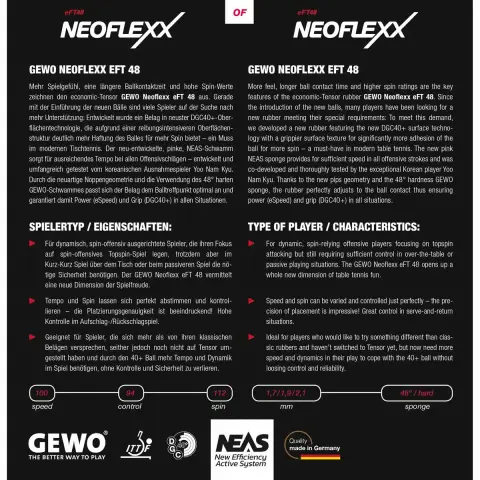 eFT48
NEOFLEXX
OF
eFT48
NEOFLEXX
GEWO NEOFLEXX EFT 48
Mehr Spielgefühl, eine längere Ballkontaktzeit und hohe Spin-Werte
zeichnen den economic-Tensor GEWO Neoflexx eFT 48 aus. Gerade
mit der Einführung der neuen Bälle sind viele Spieler auf der Suche nach
mehr Unterstützung. Entwickelt wurde ein Belag in neuster DGC40+-Ober-
flächentechnologie, die aufgrund einer reibungsintensiveren Oberflächen-
struktur deutlich mehr Haftung des Balles für mehr Spin bietet – ein Muss
im modernen Tischtennis. Der neu-entwickelte, pinke, NEAS-Schwamm
sorgt für ausreichendes Tempo bei allen Offensivschlägen – entwickelt und
umfangreich getestet vom koreanischen Ausnahmespieler Yoo Nam Kyu.
Durch die neuartige Noppengeometrie und die Verwendung des 48° harten
GEWO-Schwammes passt sich der Belag dem Balltreffpunkt optimal an und
garantiert damit Power (eSpeed) und Grip (DGC40+) in allen Situationen.
GEWO NEOFLEXX EFT 48
More feel, longer ball contact time and higher spin ratings are the key
features of the economic-Tensor rubber GEWO Neoflexx eFT 48. Since
the introduction of the new balls, many players have been looking for a
new rubber meeting their special requirements: To meet this demand,
we developed a new rubber featuring the new DGC40+ surface techno-
logy with a grippier surface for significantly more adhesion of the
ball for more spin – a must-have in modern table tennis. The new pink
NEAS sponge provides for sufficient speed in all offensive strokes and was
co-developed and thoroughly tested by the exceptional Korean player Yoo
Nam Kyu. Thanks to the new pips geometry and the 48° hardness GEWO
sponge, the rubber perfectly adjusts to the ball contact thus ensuring
power (eSpeed) and grip (DGC40+) in all situations.
SPIELERTYP / EIGENSCHAFTEN:
Für dynamisch, spin-offensiv ausgerichtete Spieler, die ihren Fokus
auf spin-offensives Topspin-Spiel legen, trotzdem aber im
Kurz-Kurz Spiel über dem Tisch oder beim passiven Spiel die nö-
tige Sicherheit benötigen. Der GEWO Neoflexx eFT 48 vermittelt
eine neue Dimension der Spielfreude.
Tempo und Spin lassen sich perfekt abstimmen und kontrol-
lieren – die Platzierungsgenauigkeit ist beeindruckend! Hohe
Kontrolle im Aufschlag-/Rückschlagspiel.
Geeignet für Spieler, die sich mehr als von ihren klassischen
Belägen versprechen, seither jedoch noch nicht auf Tensor um-
gestellt haben und durch den 40+ Ball mehr Tempo und Dynamik
im Spiel benötigen, ohne Kontrolle und Sicherheit zu verlieren.
TYPE OF PLAYER / CHARACTERISTICS:
For dynamic, spin-relying offensive players focusing on topspin
attacking but still requiring sufficient control in over-the-table or
passive playing situations. The GEWO Neoflexx eFT 48 opens up a
whole new dimension of table tennis fun.
Speed and spin can be varied and controlled just perfectly – the pre-
cision of placement is impressive! Great control in serve-and-return
situations.
Ideal for players who would like to try something different than clas-
sic rubbers and haven't switched to Tensor yet, but now need more
speed and dynamics in their play to cope with the 40+ ball without
loosing control and reliability.
100 94 112 1,7/1,9/2,1 48° / hard
speed control spin mm sponge
GEWO®
THE BETTER WAY TO PLAY
ITTF
DGC
NEAS
New Efficiency
Active System
Quality
made in Germany